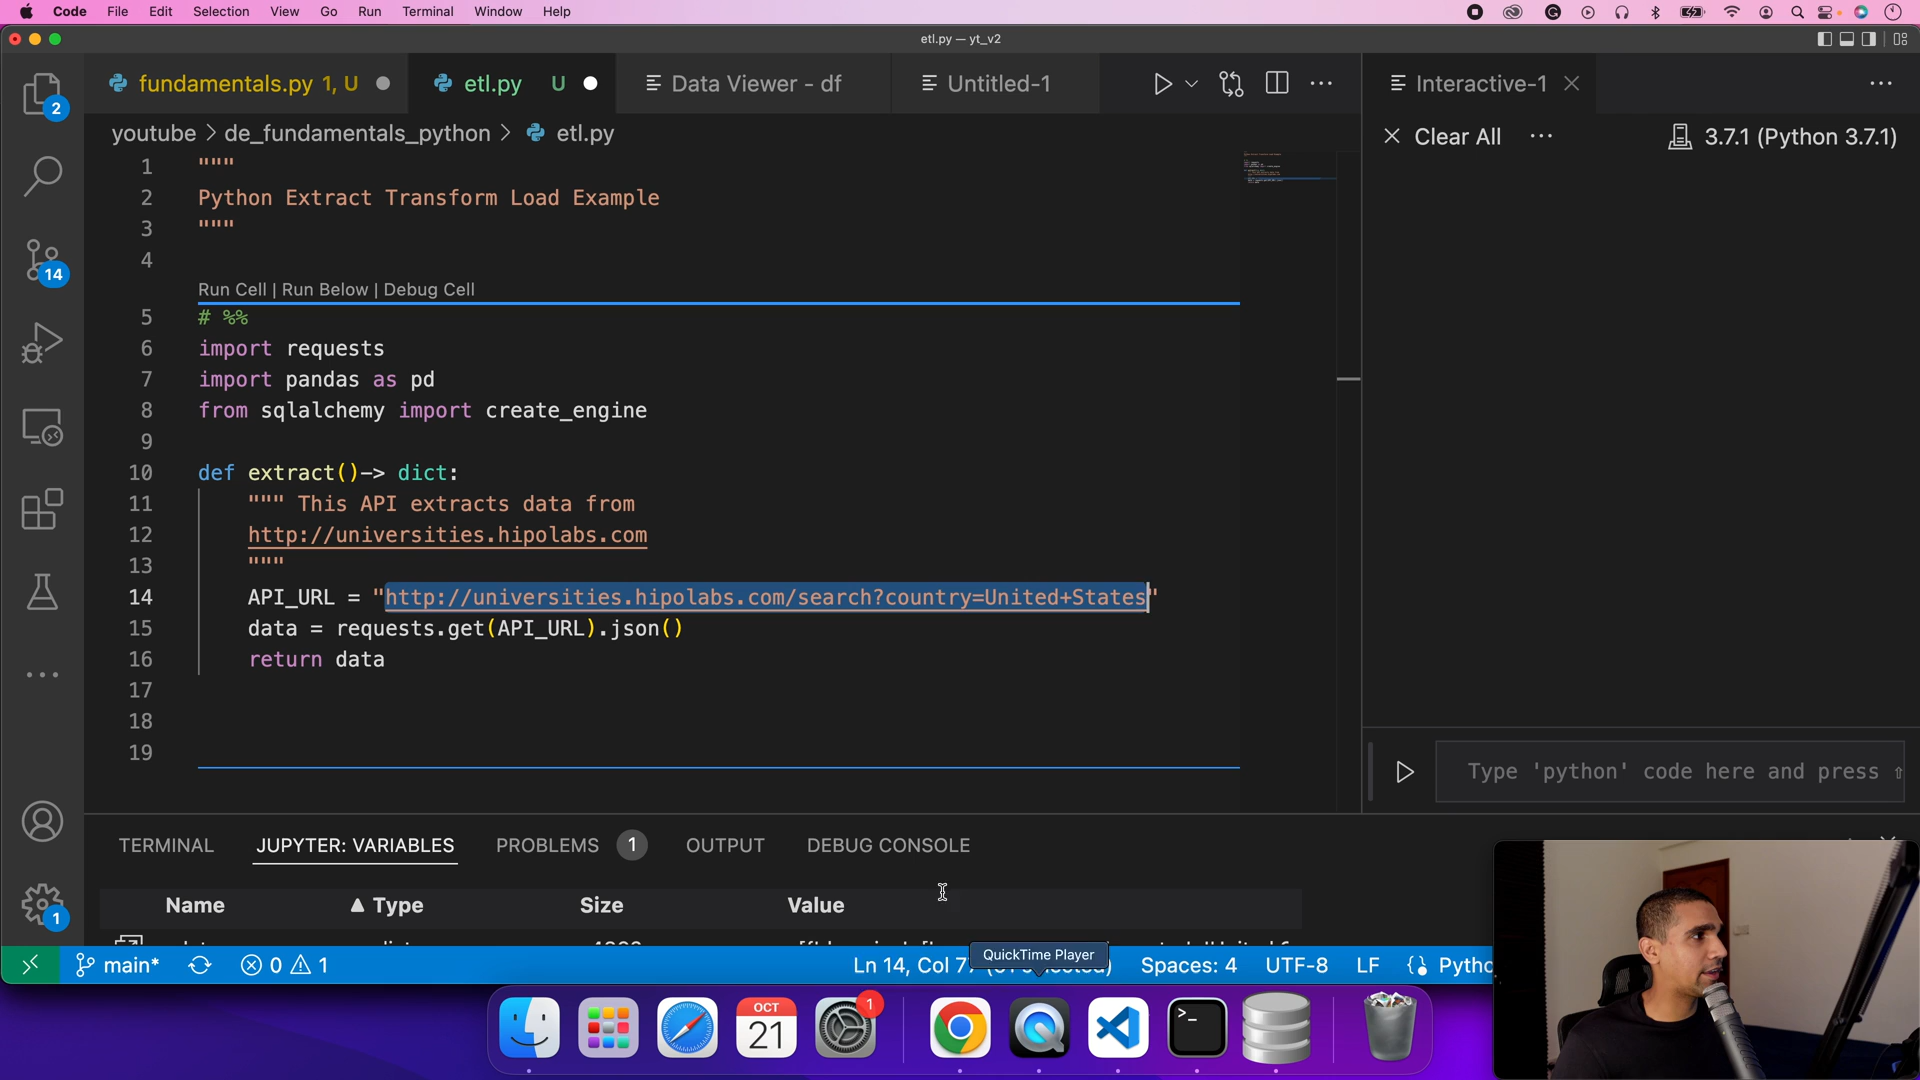 Code File Edit Selection View Go Run Terminal Window Help
etl.py — yt_v2
fundamentals.py 1, U
etl.py U
Data Viewer - df
Untitled-1
Interactive-1
2
youtube > de_fundamentals_python > etl.py
Clear All
3.7.1 (Python 3.7.1)
1 """
2 Python Extract Transform Load Example
3 """
4
Run Cell | Run Below | Debug Cell
5 # %%
6 import requests
7 import pandas as pd
8 from sqlalchemy import create_engine
9
10 def extract()-> dict:
11 """ This API extracts data from
12 http://universities.hipolabs.com
13 """
14 API_URL = "http://universities.hipolabs.com/search?country=United+States"
15 data = requests.get(API_URL).json()
16 return data
17
18
19
14
Type 'python' code here and press
TERMINAL JUPYTER: VARIABLES PROBLEMS 1 OUTPUT DEBUG CONSOLE
Name Type Size Value
1
main*
0 1
Ln 14, Col
QuickTime Player
Spaces: 4
UTF-8
LF
OCT
21
1